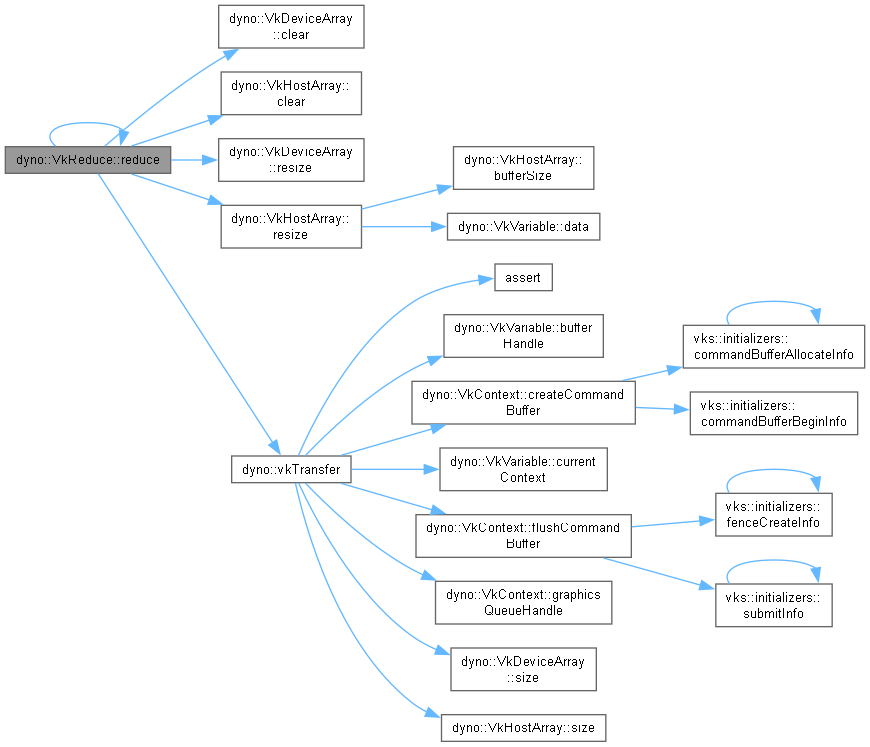 dyno::VkDeviceArray
::clear
dyno::VkHostArray::
clear
dyno::VkReduce::reduce
dyno::VkDeviceArray
::resize
dyno::VkHostArray::
resize
dyno::VkHostArray::
bufferSize
dyno::VkVariable::data
assert
dyno::VkVariable::buffer
Handle
dyno::VkContext::createCommand
Buffer
vks::initializers::
commandBufferAllocateInfo
vks::initializers::
commandBufferBeginInfo
dyno::vkTransfer
dyno::VkVariable::current
Context
dyno::VkContext::flushCommand
Buffer
vks::initializers::
fenceCreateInfo
vks::initializers::
submitInfo
dyno::VkContext::graphics
QueueHandle
dyno::VkDeviceArray
::size
dyno::VkHostArray::size